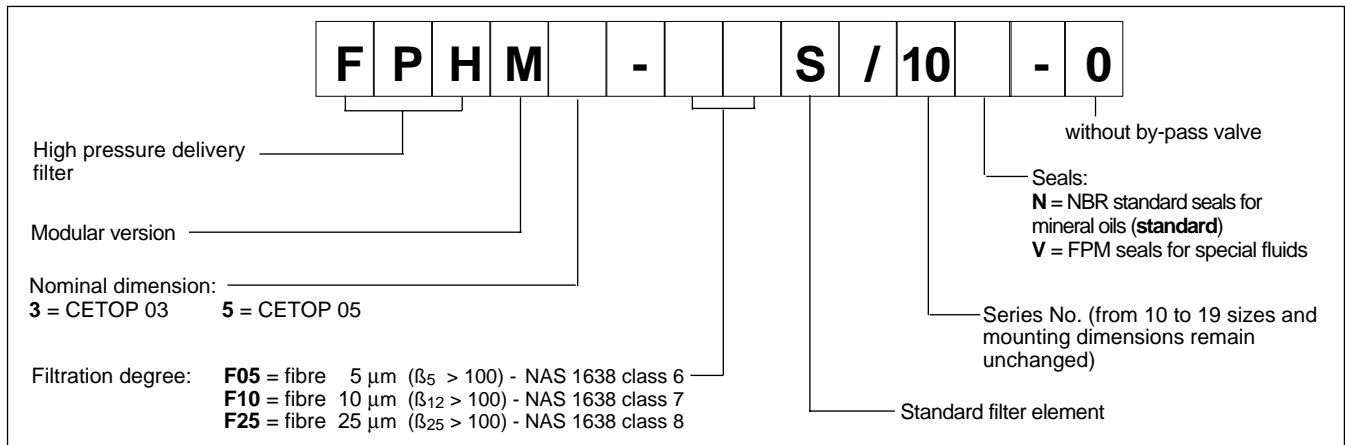 F P H M - S / 10 - 0
without by-pass valve
High pressure delivery
filter
Seals:
N = NBR standard seals for
mineral oils (standard)
V = FPM seals for special fluids
Modular version
Nominal dimension:
3 = CETOP 03 5 = CETOP 05
Series No. (from 10 to 19 sizes and
mounting dimensions remain
unchanged)
Filtration degree: F05 = fibre 5 µm (ß5 > 100) - NAS 1638 class 6
F10 = fibre 10 µm (ß12 > 100) - NAS 1638 class 7
F25 = fibre 25 µm (ß25 > 100) - NAS 1638 class 8
Standard filter element